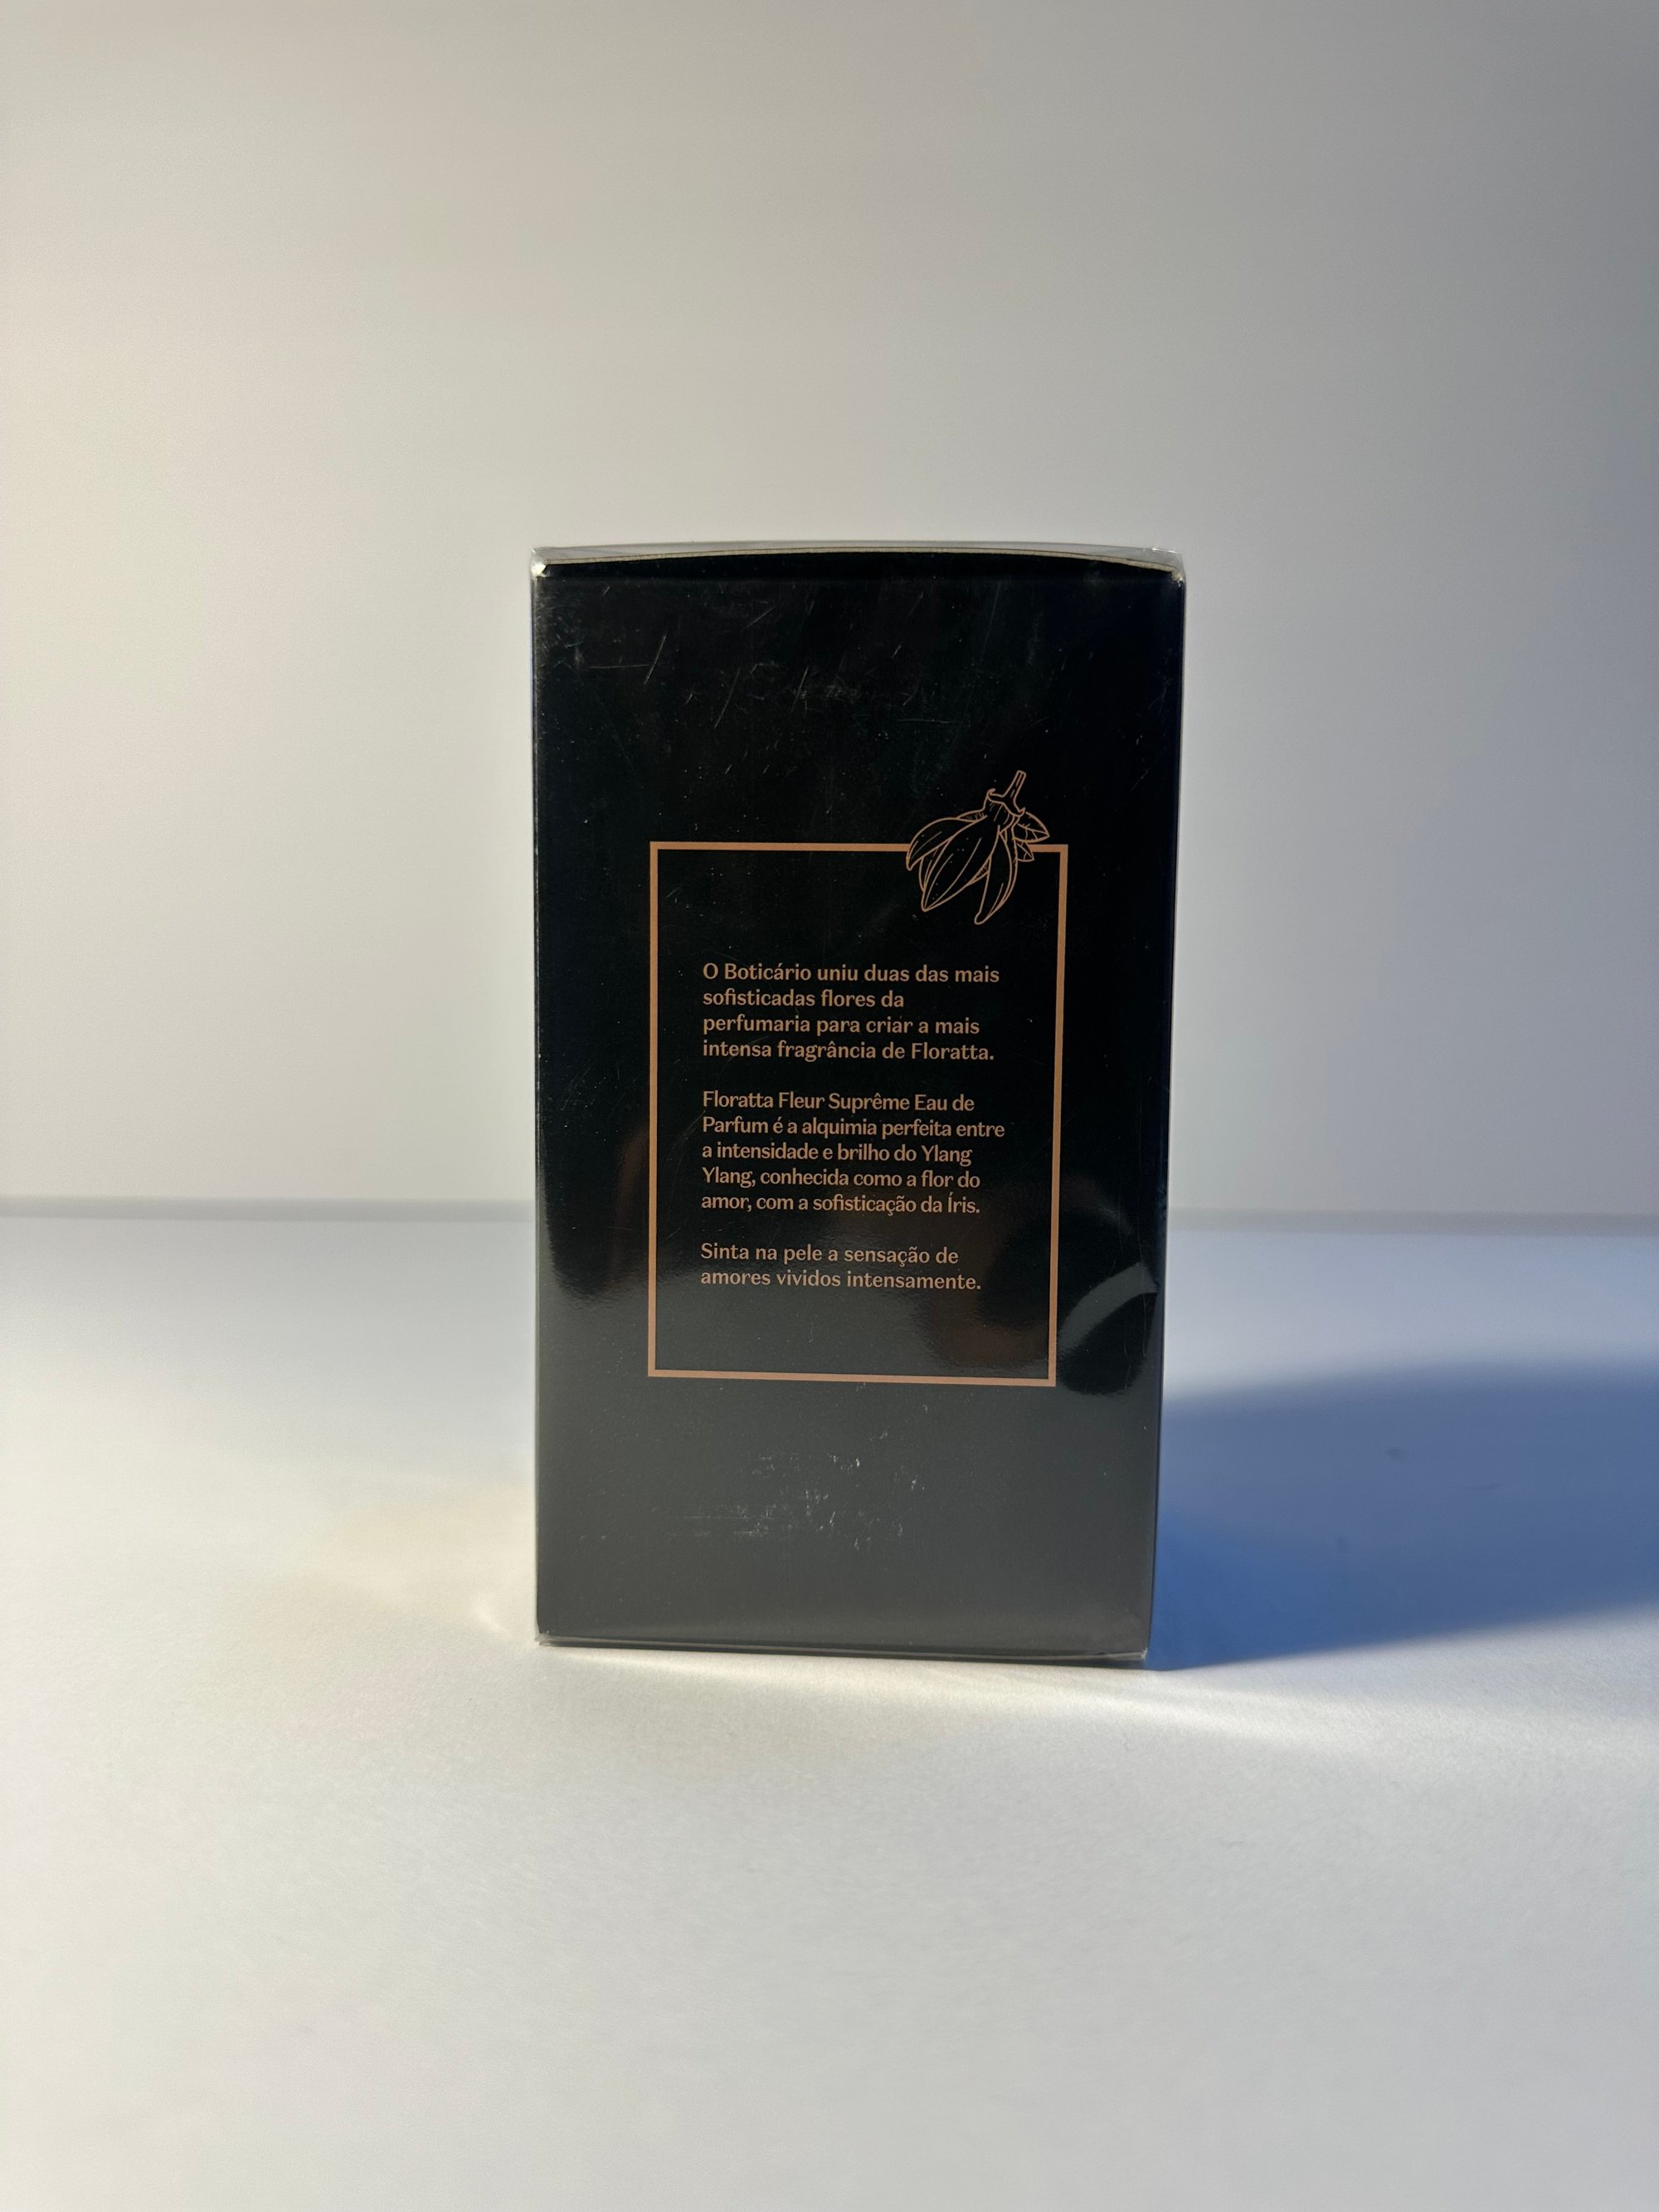 O Boticário uniu duas das mais
sofisticadas flores da
perfumaria para criar a mais
intensa fragrância de Floratta.
Floratta Fleur Suprême Eau de
Parfum é a alquimia perfeita entre
a intensidade e brilho do Ylang
Ylang, conhecida como a flor do
amor, com a sofisticação da Íris.
Sinta na pele a sensação de
amores vividos intensamente.